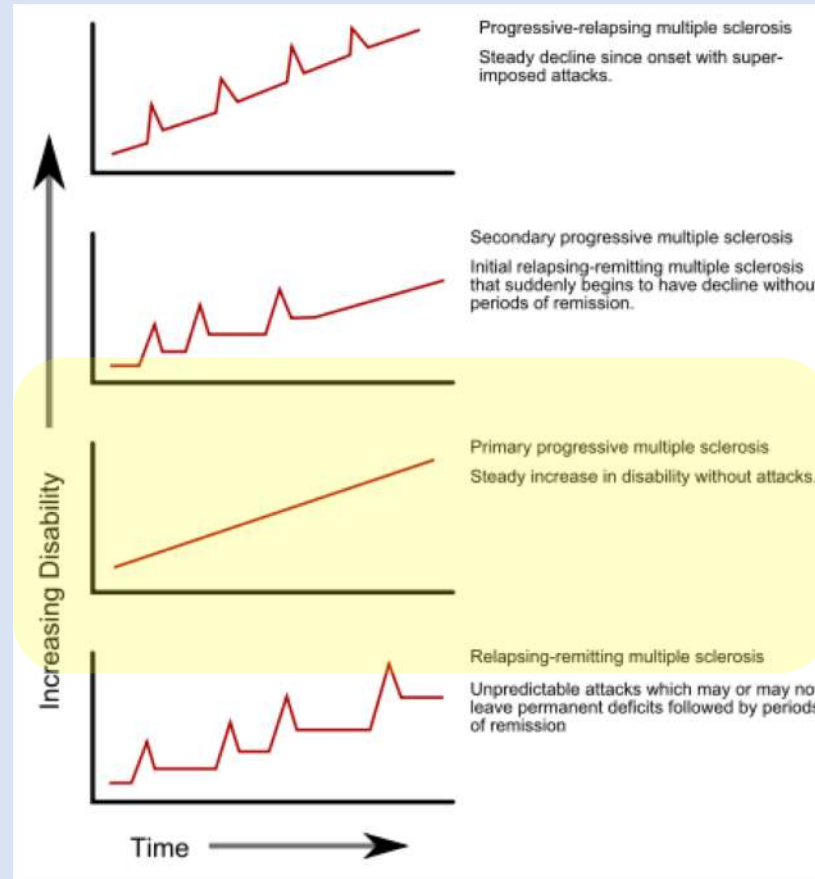 Progressive-relapsing multiple sclerosis
Steady decline since onset with super-
imposed attacks.
Secondary progressive multiple sclerosis
Initial relapsing-remitting multiple sclerosis
that suddenly begins to have decline withou
periods of remission.
Primary progressive multiple sclerosis
Steady increase in disability without attacks.
Increasing Disability
Relapsing-remitting multiple sclerosis
Unpredictable attacks which may or may no
leave permanent deficits followed by periods
of remission
Time